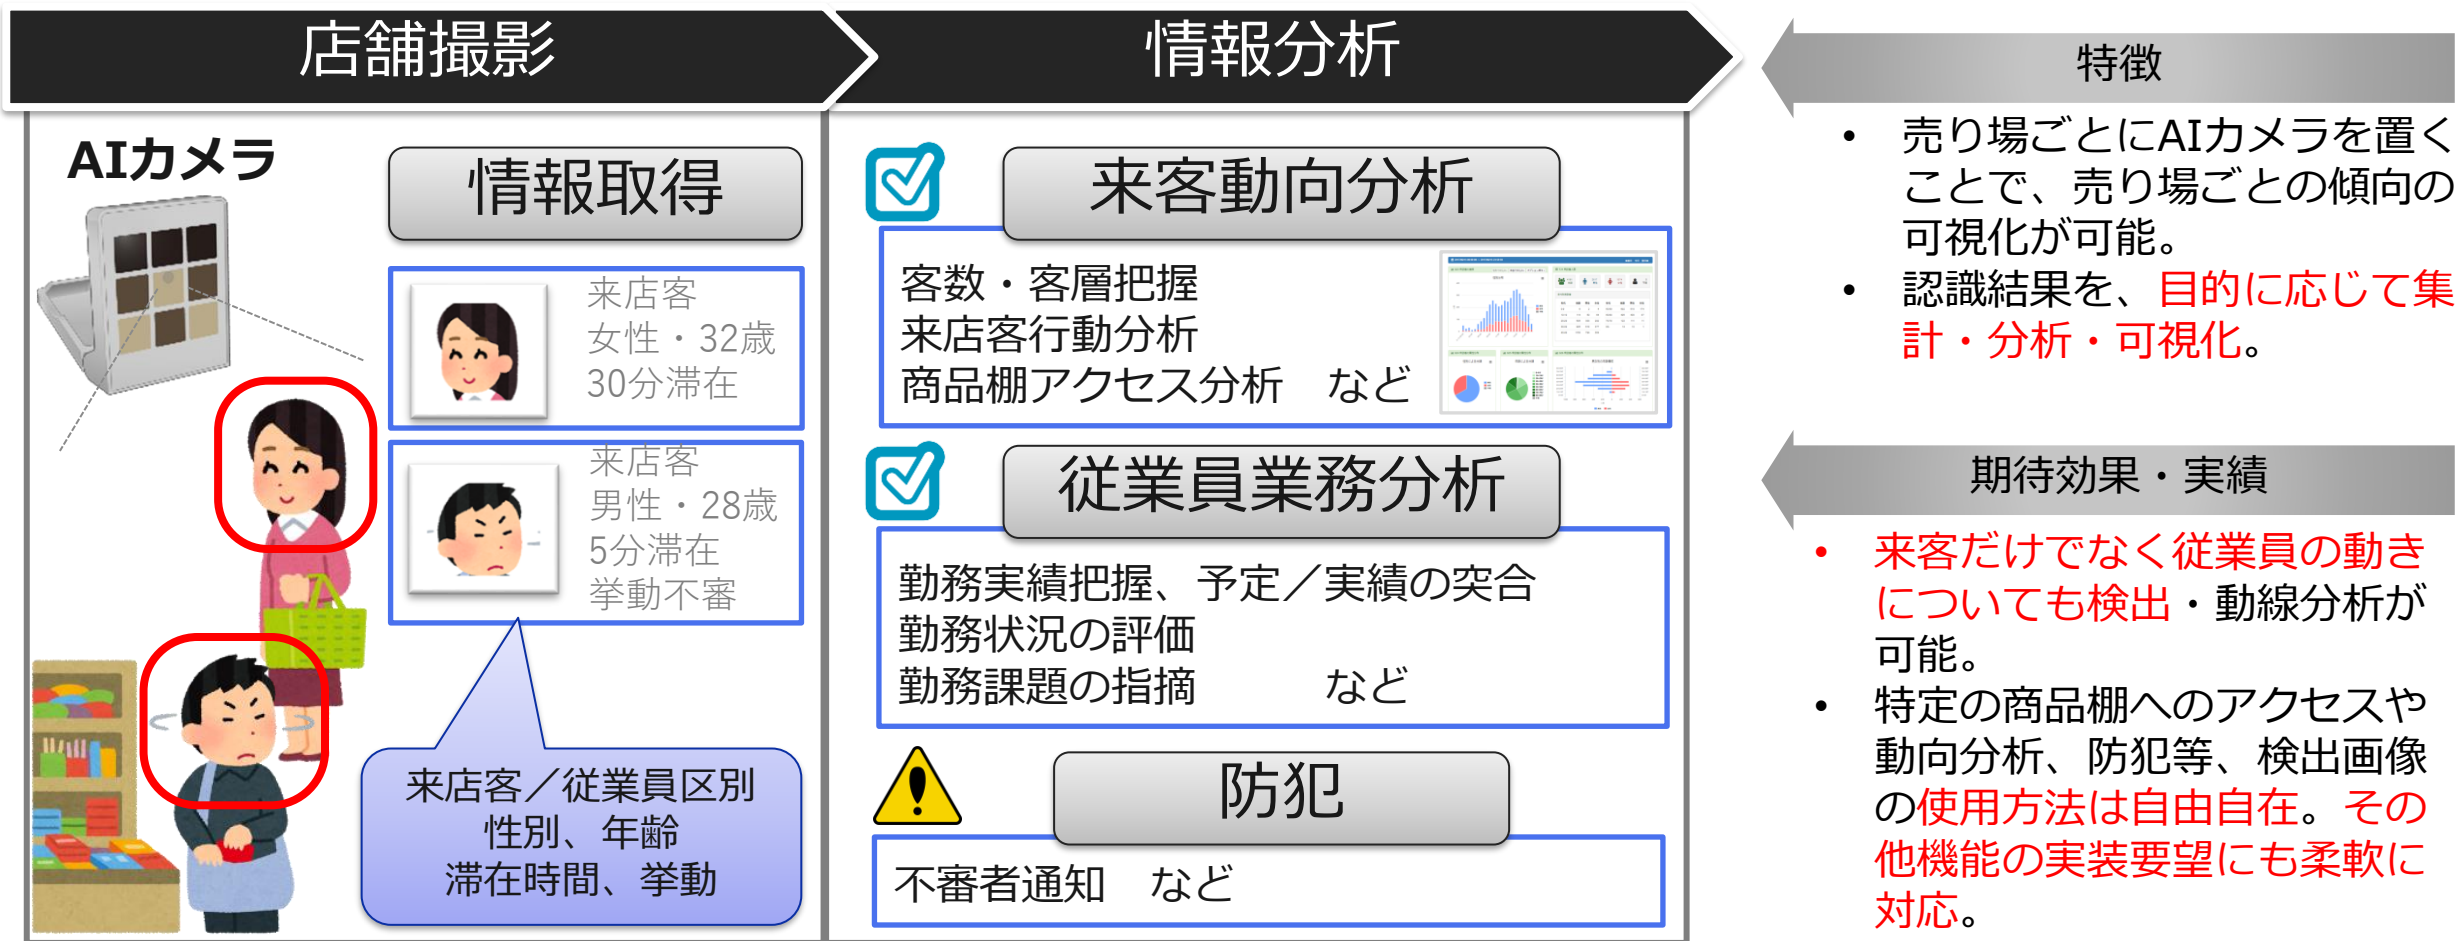 店舗撮影
情報分析
AIカメラ
情報取得
来店客
女性・32歳
30分滞在
来店客
男性・28歳
5分滞在
挙動不審
来店客／従業員区別
性別、年齢
滞在時間、挙動
来客動向分析
客数・客層把握
来店客行動分析
商品棚アクセス分析　など
従業員業務分析
勤務実績把握、予定／実績の突合
勤務状況の評価
勤務課題の指摘　　　など
防犯
不審者通知　など
特徴
• 売り場ごとにAIカメラを置く
ことで、売り場ごとの傾向の
可視化が可能。
• 認識結果を、目的に応じて集
計・分析・可視化。
期待効果・実績
• 来客だけでなく従業員の動き
についても検出・動線分析が
可能。
• 特定の商品棚へのアクセスや
動向分析、防犯等、検出画像
の使用方法は自由自在。その
他機能の実装要望にも柔軟に
対応。